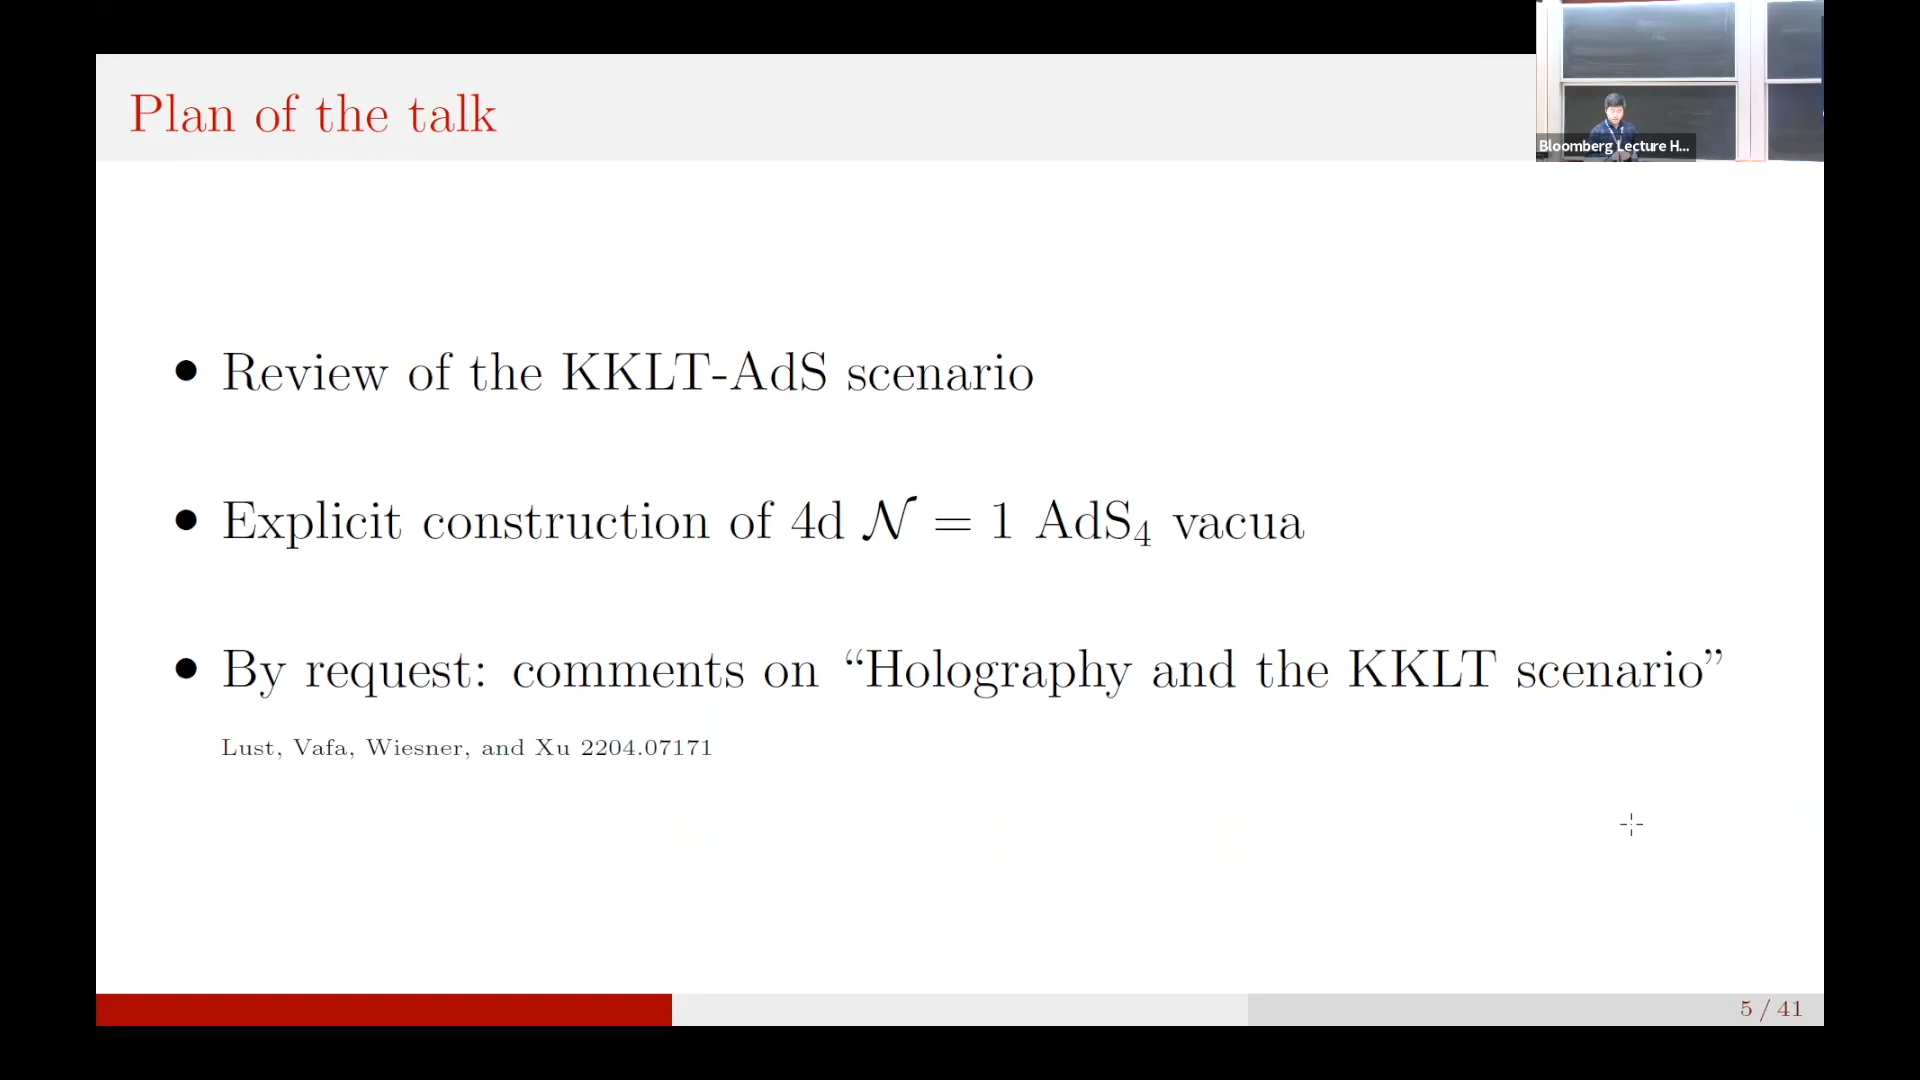 Plan of the talk
Bloomberg Lecture H...
• Review of the KKLT-AdS scenario
• Explicit construction of 4d 𝒩 = 1 AdS₄ vacua
• By request: comments on “Holography and the KKLT scenario”
Lust, Vafa, Wiesner, and Xu 2204.07171
5 / 41